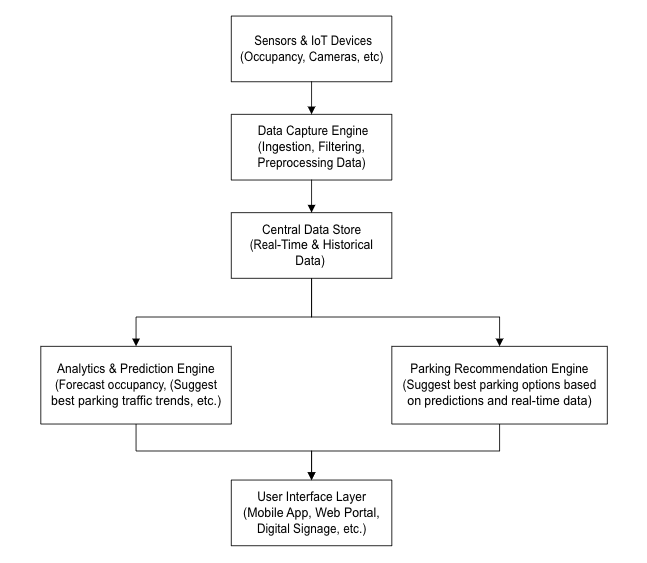 Sensors & IoT Devices
(Occupancy, Cameras, etc)
Data Capture Engine
(Ingestion, Filtering,
Preprocessing Data)
Central Data Store
(Real-Time & Historical
Data)
Analytics & Prediction Engine
(Forecast occupancy, (Suggest
best parking traffic trends, etc.)
Parking Recommendation Engine
(Suggest best parking options based
on predictions and real-time data)
User Interface Layer
(Mobile App, Web Portal,
Digital Signage, etc.)